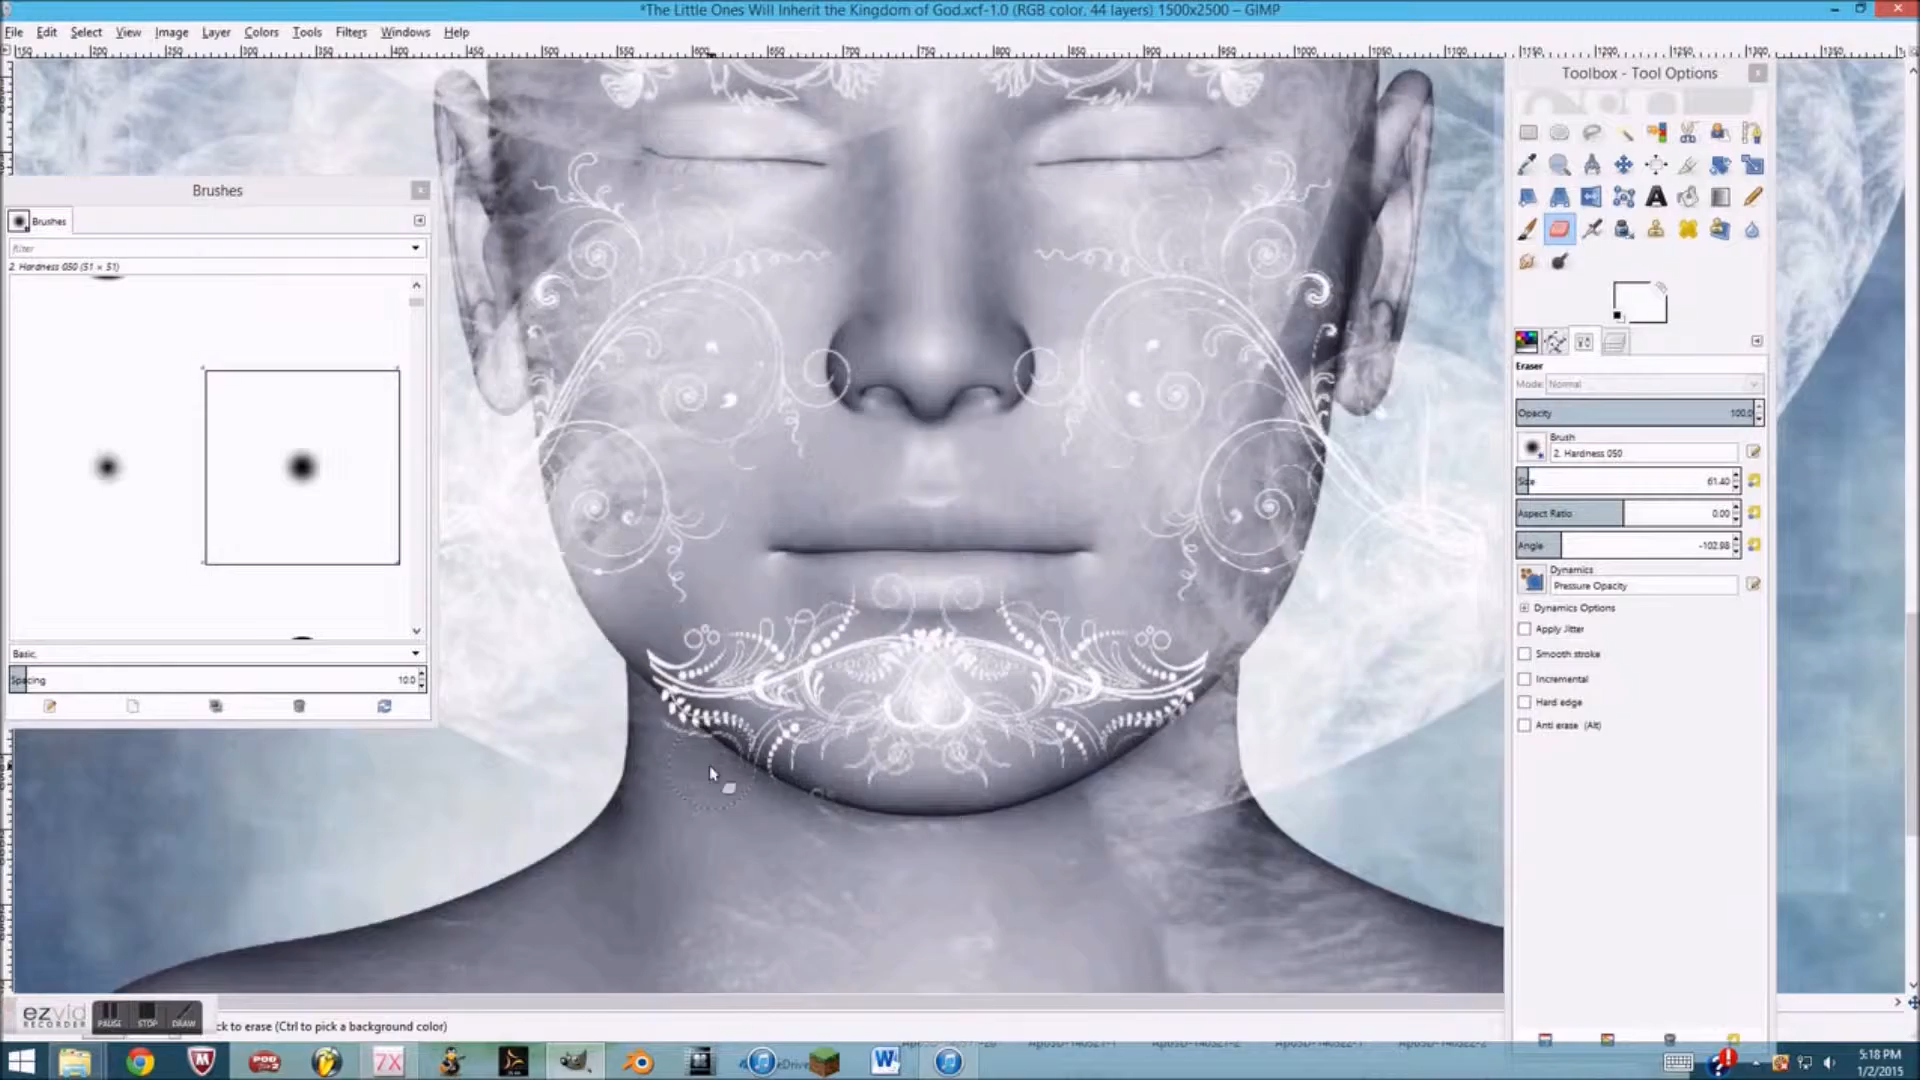 *The Little Ones Will Inherit the Kingdom of God.xcf-1.0 (RGB color, 44 layers) 1500x2500 – GIMP
File Edit Select View Image Layer Colors Tools Filters Windows Help
Toolbox - Tool Options
Brushes
Brushes
filter
2. Hardness 050 (51 × 51)
Basic,
Spacing 10.0
Eraser
Mode: Normal
Opacity 100.0
Brush
2. Hardness 050
Size 61.40
Aspect Ratio 0.00
Angle -102.98
Dynamics
Pressure Opacity
Dynamics Options
Apply Jitter
Smooth stroke
Incremental
Hard edge
Anti erase (Alt)
ezvid
RECORDER
PAUSE STOP DRAW
ck to erase (Ctrl to pick a background color)
5:18 PM
1/2/2015